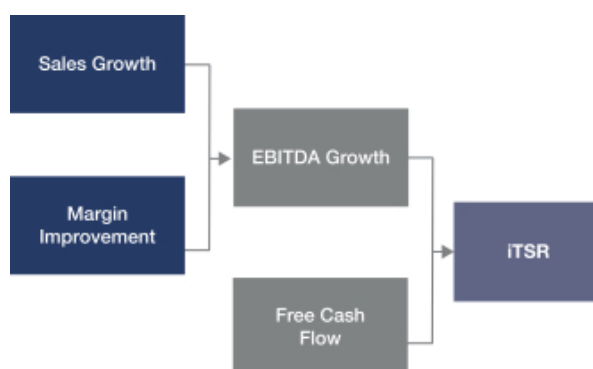 Sales Growth
Margin
Improvement
EBITDA Growth
Free Cash
Flow
iTSR